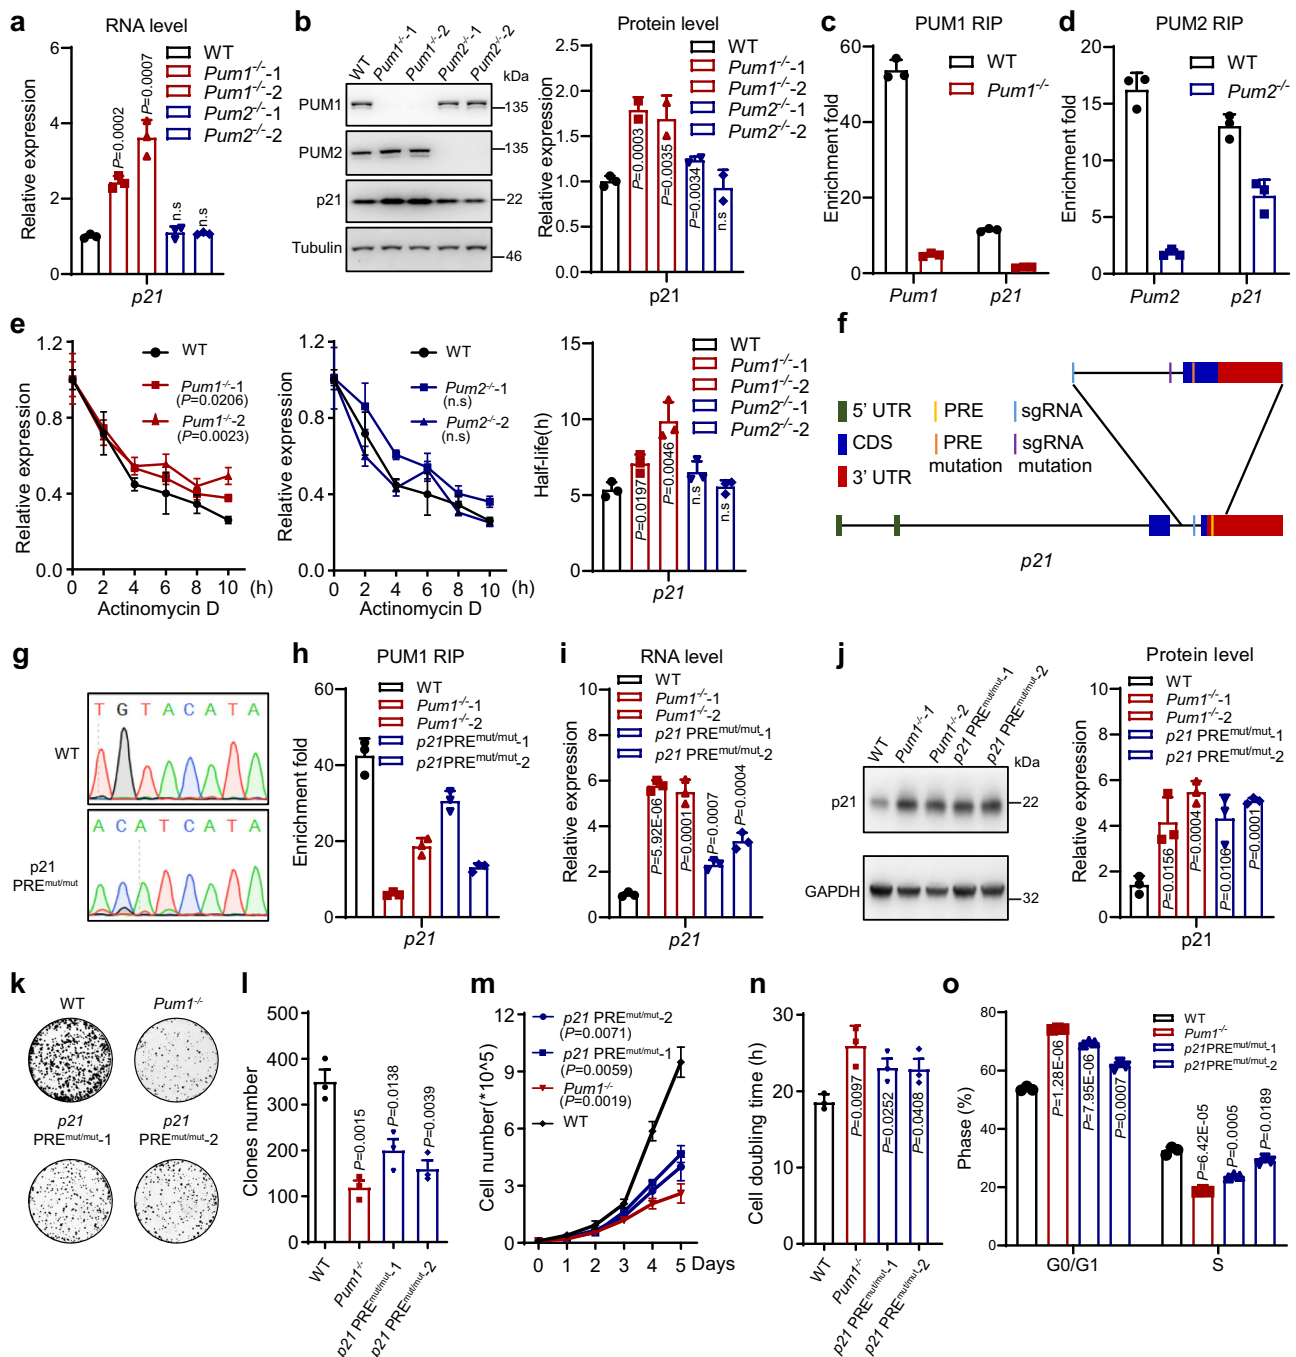 a
RNA level
Relative expression
6
4
2
0
P=0.0002
P=0.0007
n.s
n.s
p21
WT
Pum1-/--1
Pum1-/--2
Pum2-/--1
Pum2-/--2
b
WT
Pum1-/--1
Pum1-/--2
Pum2-/--1
Pum2-/--2
kDa
PUM1
135
PUM2
135
p21
22
Tubulin
46
Protein level
Relative expression
2.5
2.0
1.5
1.0
0.5
0.0
P=0.0003
P=0.0035
P=0.0034
n.s
p21
WT
Pum1-/--1
Pum1-/--2
Pum2-/--1
Pum2-/--2
c
PUM1 RIP
Enrichment fold
60
40
20
0
WT
Pum1-/-
Pum1
p21
d
PUM2 RIP
Enrichment fold
20
15
10
5
0
WT
Pum2-/-
Pum2
p21
e
Relative expression
1.2
0.8
0.4
0.0
WT
Pum1-/--1
(P=0.0206)
Pum1-/--2
(P=0.0023)
0 2 4 6 8 10 (h)
Actinomycin D
Relative expression
1.2
0.8
0.4
0.0
WT
Pum2-/--1
(n.s)
Pum2-/--2
(n.s)
0 2 4 6 8 10 (h)
Actinomycin D
Half-life(h)
15
10
5
0
P=0.0197
P=0.0046
n.s
n.s
p21
WT
Pum1-/--1
Pum1-/--2
Pum2-/--1
Pum2-/--2
f
5' UTR
PRE
sgRNA
CDS
PRE mutation
sgRNA mutation
3' UTR
p21
g
WT
T G T A C A T A
p21
PREmut/mut
A C A T C A T A
h
PUM1 RIP
Enrichment fold
60
40
20
0
WT
Pum1-/--1
Pum1-/--2
p21PREmut/mut-1
p21PREmut/mut-2
p21
i
RNA level
Relative expression
10
8
6
4
2
0
WT
Pum1-/--1
Pum1-/--2
p21 PREmut/mut-1
p21 PREmut/mut-2
P=5.92E-06
P=0.0001
P=0.0007
P=0.0004
p21
j
WT
Pum1-/--1
Pum1-/--2
p21 PREmut/mut-1
p21 PREmut/mut-2
kDa
p21
22
GAPDH
32
Protein level
Relative expression
10
8
6
4
2
0
WT
Pum1-/--1
Pum1-/--2
p21 PREmut/mut-1
p21 PREmut/mut-2
P=0.0156
P=0.0004
P=0.0106
P=0.0001
p21
k
WT
Pum1-/-
p21
PREmut/mut-1
p21
PREmut/mut-2
l
Clones number
500
400
300
200
100
0
P=0.0015
P=0.0138
P=0.0039
WT
Pum1-/-
p21 PREmut/mut-1
p21 PREmut/mut-2
m
Cell number(*10^5)
12
9
6
3
0
p21 PREmut/mut-2
(P=0.0071)
p21 PREmut/mut-1
(P=0.0059)
Pum1-/-
(P=0.0019)
WT
0 1 2 3 4 5 Days
n
Cell doubling time (h)
30
20
10
0
P=0.0097
P=0.0252
P=0.0408
WT
Pum1-/-
p21 PREmut/mut-1
p21 PREmut/mut-2
o
Phase (%)
80
60
40
20
0
WT
Pum1-/-
p21PREmut/mut-1
p21PREmut/mut-2
P=1.28E-06
P=7.95E-06
P=0.0007
P=6.42E-05
P=0.0005
P=0.0189
G0/G1
S